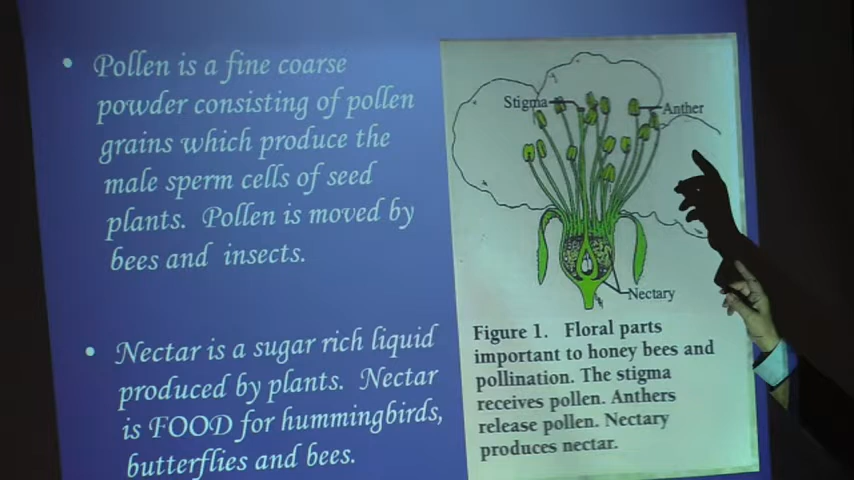 • Pollen is a fine coarse
powder consisting of pollen
grains which produce the
male sperm cells of seed
plants. Pollen is moved by
bees and insects.
• Nectar is a sugar rich liquid
produced by plants. Nectar
is FOOD for hummingbirds,
butterflies and bees.
Stigma
Anther
Nectary
Figure 1. Floral parts
important to honey bees and
pollination. The stigma
receives pollen. Anthers
release pollen. Nectary
produces nectar.